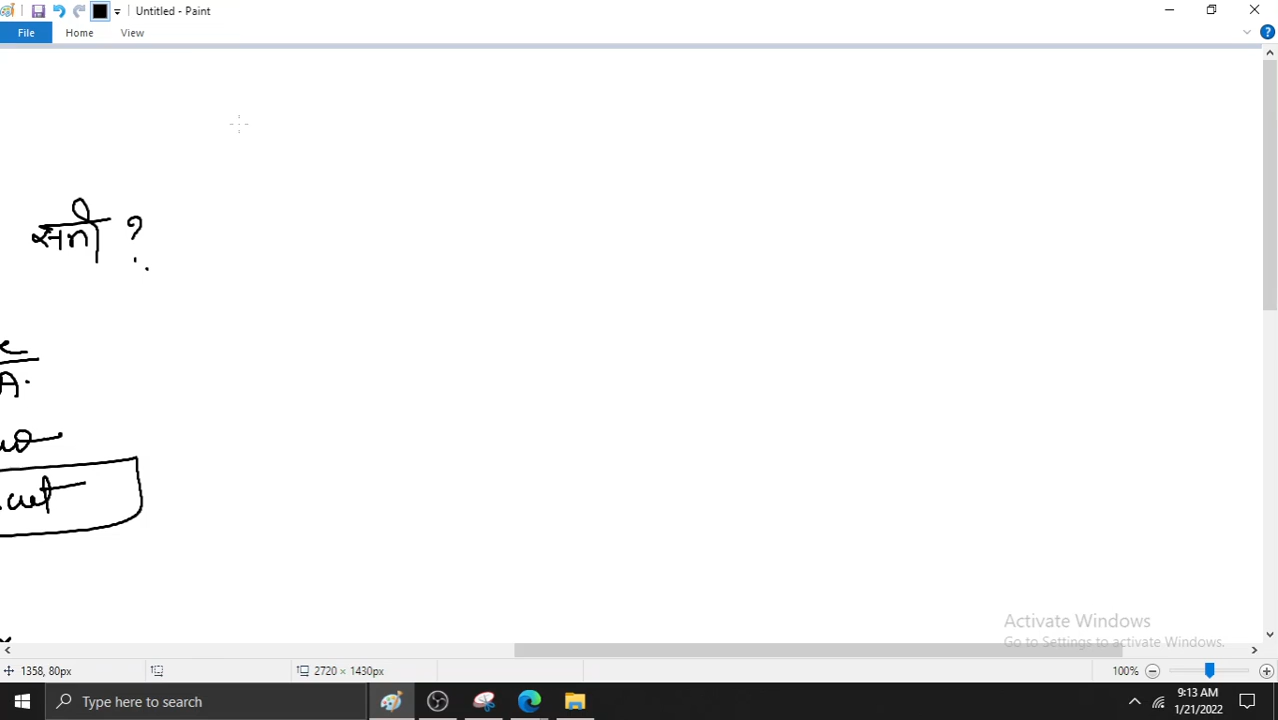 Untitled - Paint
File Home View
?
A.
Activate Windows
Go to Settings to activate Windows.
1358, 80px
2720 × 1430px
100%
Type here to search
9:13 AM
1/21/2022